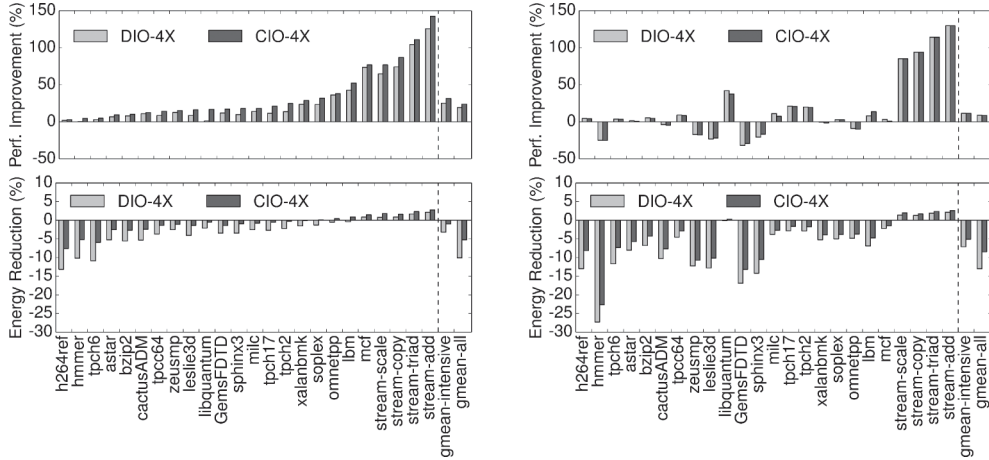 Perf. Improvement (%)
150
100
50
0
-50
DIO-4X
CIO-4X
Energy Reduction (%)
10
5
0
-5
-10
-15
-20
-25
-30
DIO-4X
CIO-4X
h264ref
hmmer
tpch6
astar
bzip2
cactusADM
tpcc64
zeusmp
leslie3d
libquantum
GemsFDTD
sphinx3
milc
tpch17
tpch2
xalanbmk
soplex
omnetpp
lbm
mcf
stream-scale
stream-copy
stream-triad
stream-add
gmean-intensive
gmean-all
Perf. Improvement (%)
150
100
50
0
-50
DIO-4X
CIO-4X
Energy Reduction (%)
10
5
0
-5
-10
-15
-20
-25
-30
DIO-4X
CIO-4X
h264ref
hmmer
tpch6
astar
bzip2
cactusADM
tpcc64
zeusmp
leslie3d
libquantum
GemsFDTD
sphinx3
milc
tpch17
tpch2
xalanbmk
soplex
omnetpp
lbm
mcf
stream-scale
stream-copy
stream-triad
stream-add
gmean-intensive
gmean-all